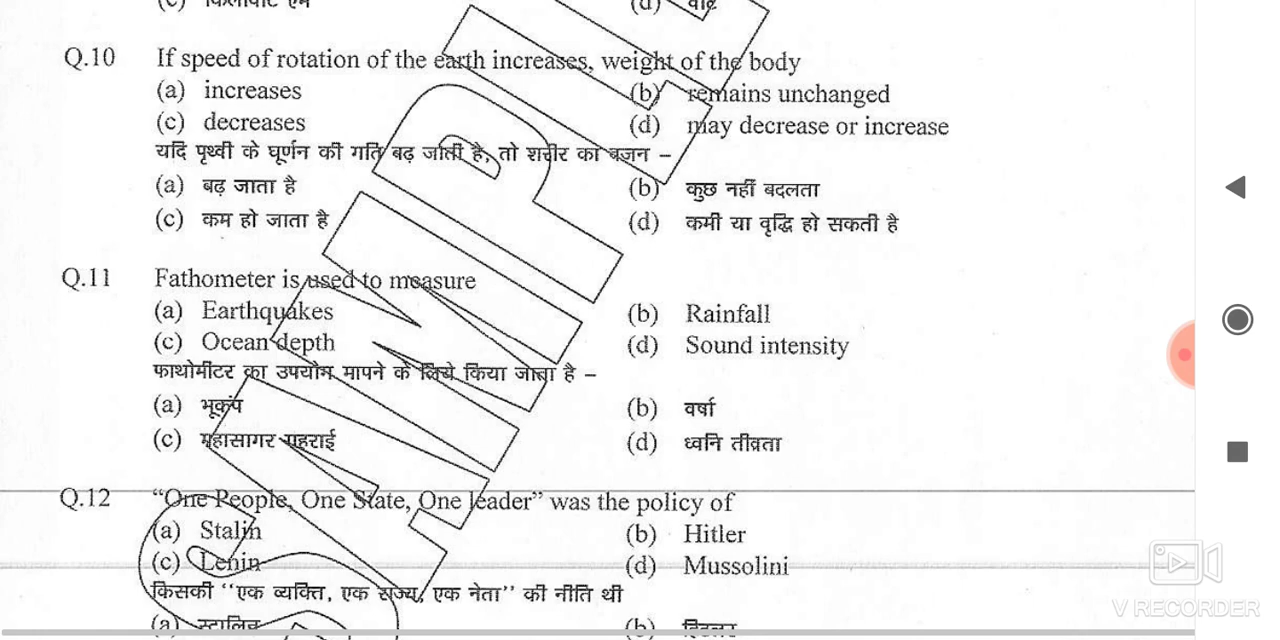 (c) किलोवाट एम (d) वाट
Q.10 If speed of rotation of the earth increases, weight of the body
(a) increases (b) remains unchanged
(c) decreases (d) may decrease or increase
यदि पृथ्वी के घूर्णन की गति बढ़ जाती है, तो शरीर का वज़न –
(a) बढ़ जाता है (b) कुछ नहीं बदलता
(c) कम हो जाता है (d) कमी या वृद्धि हो सकती है
Q.11 Fathometer is used to measure
(a) Earthquakes (b) Rainfall
(c) Ocean depth (d) Sound intensity
फाथोमीटर का उपयोग मापने के लिये किया जाता है –
(a) भूकंप (b) वर्षा
(c) महासागर गहराई (d) ध्वनि तीव्रता
Q.12 “One People, One State, One leader” was the policy of
(a) Stalin (b) Hitler
(c) Lenin (d) Mussolini
किसकी ‘‘एक व्यक्ति, एक राज्य, एक नेता’’ की नीति थी
(a) स्टालिन (b) हिटलर
SAMPLE
V RECORDER